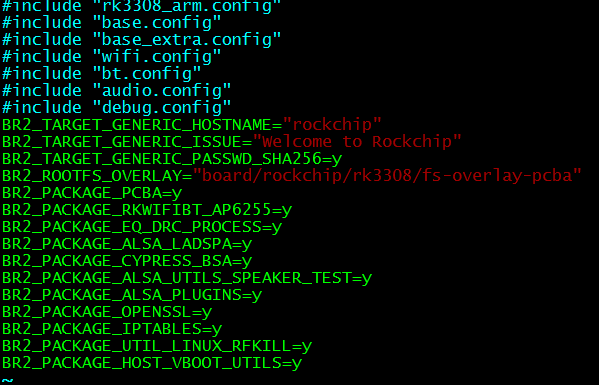 #include "rk3308_arm.config"
#include "base.config"
#include "base_extra.config"
#include "wifi.config"
#include "bt.config"
#include "audio.config"
#include "debug.config"
BR2_TARGET_GENERIC_HOSTNAME="rockchip"
BR2_TARGET_GENERIC_ISSUE="Welcome to Rockchip"
BR2_TARGET_GENERIC_PASSWD_SHA256=y
BR2_ROOTFS_OVERLAY="board/rockchip/rk3308/fs-overlay-pcba"
BR2_PACKAGE_PCBA=y
BR2_PACKAGE_RKWIFIBT_AP6255=y
BR2_PACKAGE_EQ_DRC_PROCESS=y
BR2_PACKAGE_ALSA_LADSPA=y
BR2_PACKAGE_CYPRESS_BSA=y
BR2_PACKAGE_ALSA_UTILS_SPEAKER_TEST=y
BR2_PACKAGE_ALSA_PLUGINS=y
BR2_PACKAGE_OPENSSL=y
BR2_PACKAGE_IPTABLES=y
BR2_PACKAGE_UTIL_LINUX_RFKILL=y
BR2_PACKAGE_HOST_VBOOT_UTILS=y
~